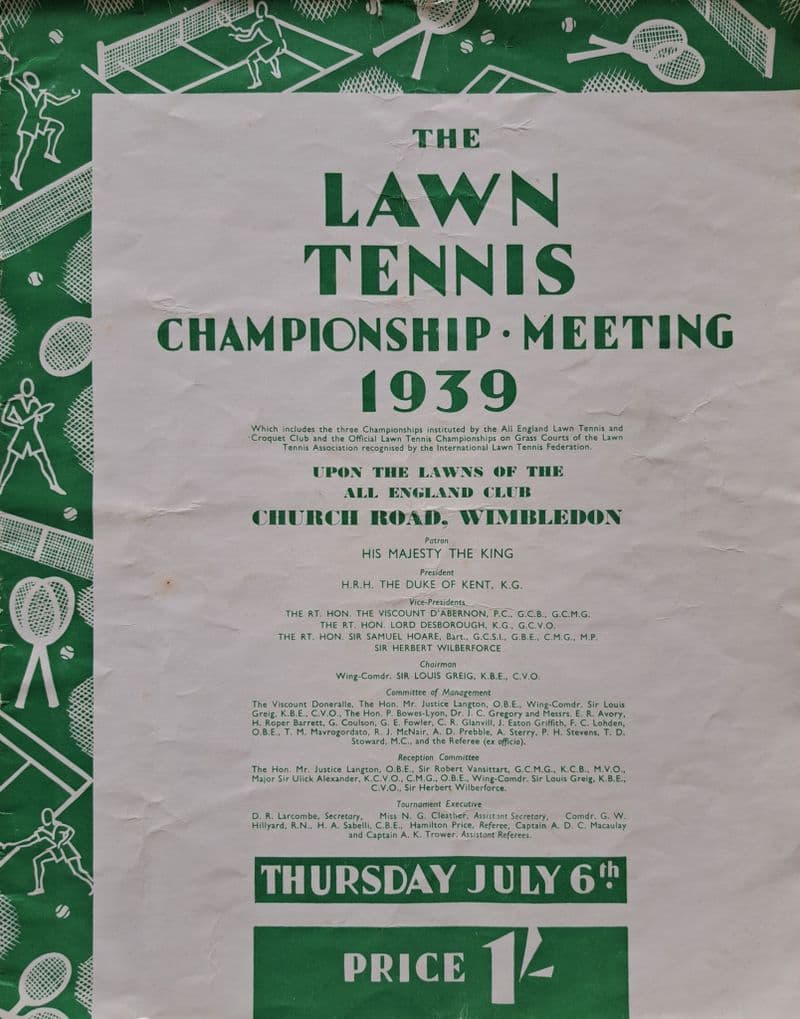 THE
LAWN
TENNIS
CHAMPIONSHIP · MEETING
1939
Which includes the three Championships instituted by the All England Lawn Tennis and
Croquet Club and the Official Lawn Tennis Championships on Grass Courts of the Lawn
Tennis Association recognised by the International Lawn Tennis Federation.
UPON THE LAWNS OF THE
ALL ENGLAND CLUB
CHURCH ROAD, WIMBLEDON
Patron
HIS MAJESTY THE KING
President
H.R.H. THE DUKE OF KENT, K.G.
Vice-Presidents
THE RT. HON. THE VISCOUNT D'ABERNON, P.C., G.C.B., G.C.M.G.
THE RT. HON. LORD DESBOROUGH, K.G., G.C.V.O.
THE RT. HON. SIR SAMUEL HOARE, Bart., G.C.S.I., G.B.E., C.M.G., M.P.
SIR HERBERT WILBERFORCE
Chairman
Wing-Comdr. SIR LOUIS GREIG, K.B.E., C.V.O.
Committee of Management
The Viscount Doneralle, The Hon. Mr. Justice Langton, O.B.E., Wing-Comdr. Sir Louis
Greig, K.B.E., C.V.O., The Hon. P. Bowes-Lyon, Dr. J. C. Gregory and Messrs. E. R. Avory,
H. Roper Barrett, G. Coulson, G. E. Fowler, C. R. Glanvill, J. Eaton Griffith, F. C. Lohden,
O.B.E., T. M. Mavrogordato, R. J. McNair, A. D. Prebble, A. Sterry, P. H. Stevens, T. D.
Stoward, M.C., and the Referee (ex officio).
Reception Committee
The Hon. Mr. Justice Langton, O.B.E., Sir Robert Vansittart, G.C.M.G., K.C.B., M.V.O.,
Major Sir Ulick Alexander, K.C.V.O., C.M.G., O.B.E., Wing-Comdr. Sir Louis Greig, K.B.E.,
C.V.O., Sir Herbert Wilberforce.
Tournament Executive
D. R. Larcombe, Secretary, Miss N. G. Cleather, Assistant Secretary, Comdr. G. W.
Hillyard, R.N., H. A. Sabelli, C.B.E., Hamilton Price, Referee, Captain A. D. C. Macaulay
and Captain A. K. Trower, Assistant Referees.
THURSDAY JULY 6th.
PRICE 1/-